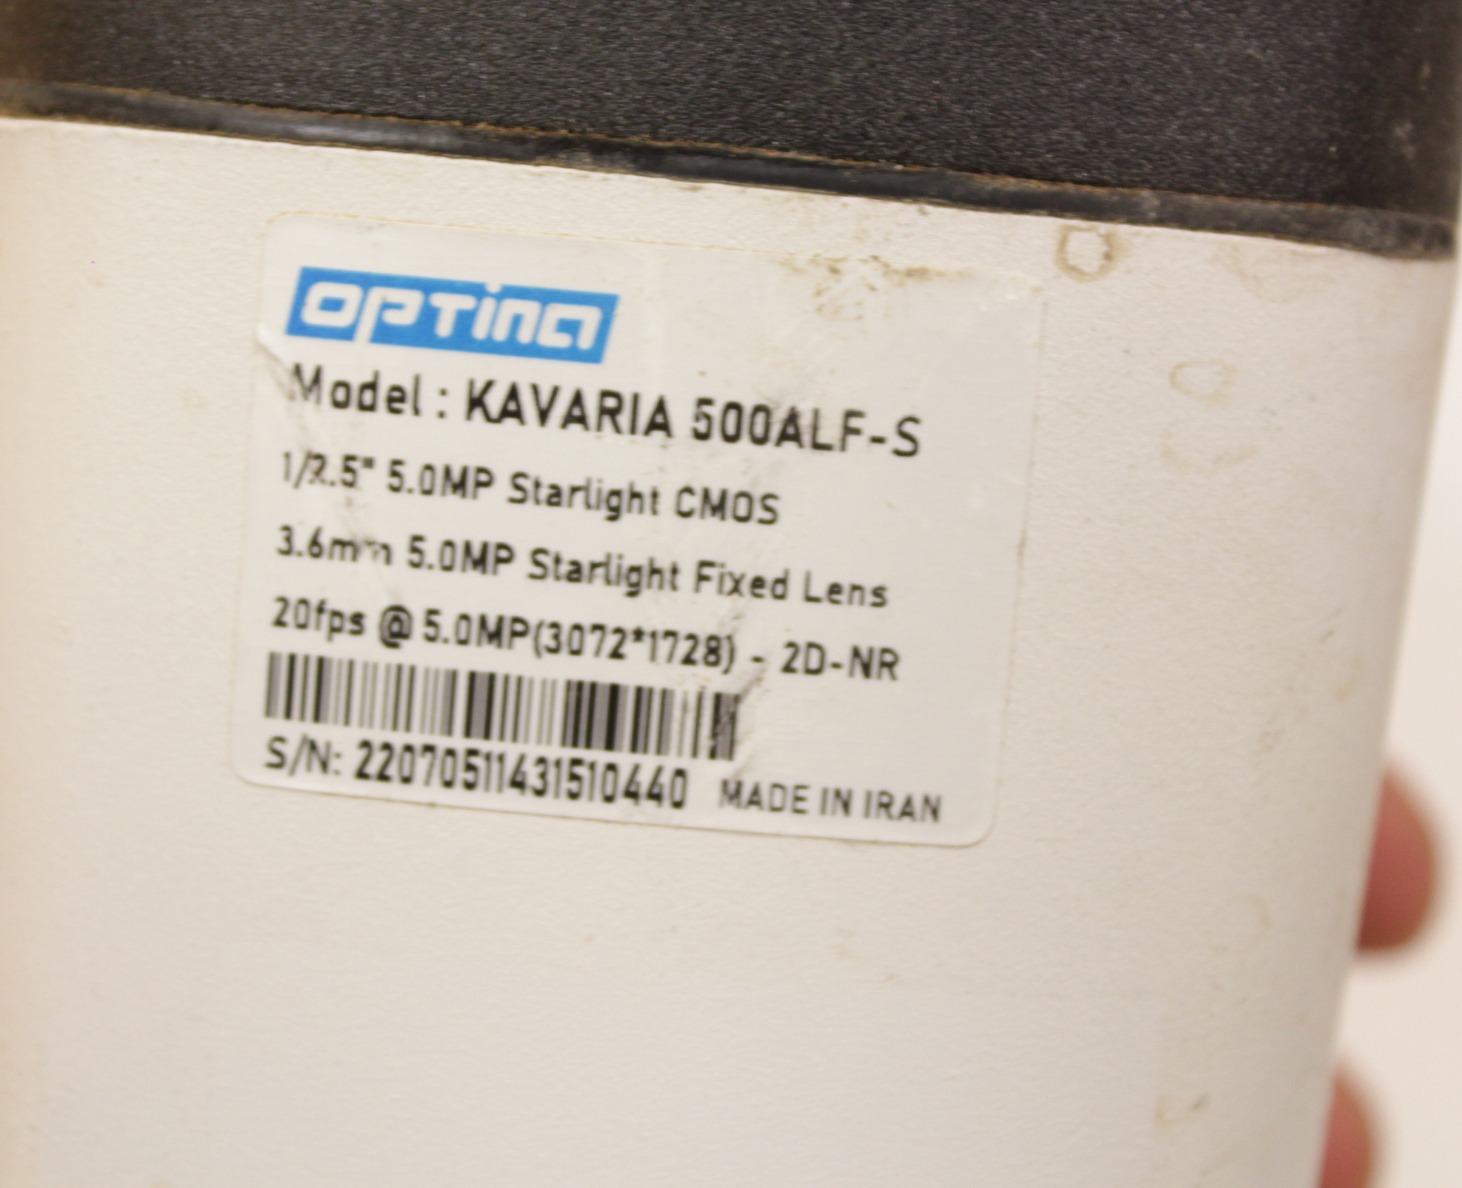 OPTINA
Model : KAVARIA 500ALF-S
1/2.5" 5.0MP Starlight CMOS
3.6mm 5.0MP Starlight Fixed Lens
20fps @ 5.0MP(3072*1728) - 2D-NR
S/N: 22070511431510440 MADE IN IRAN